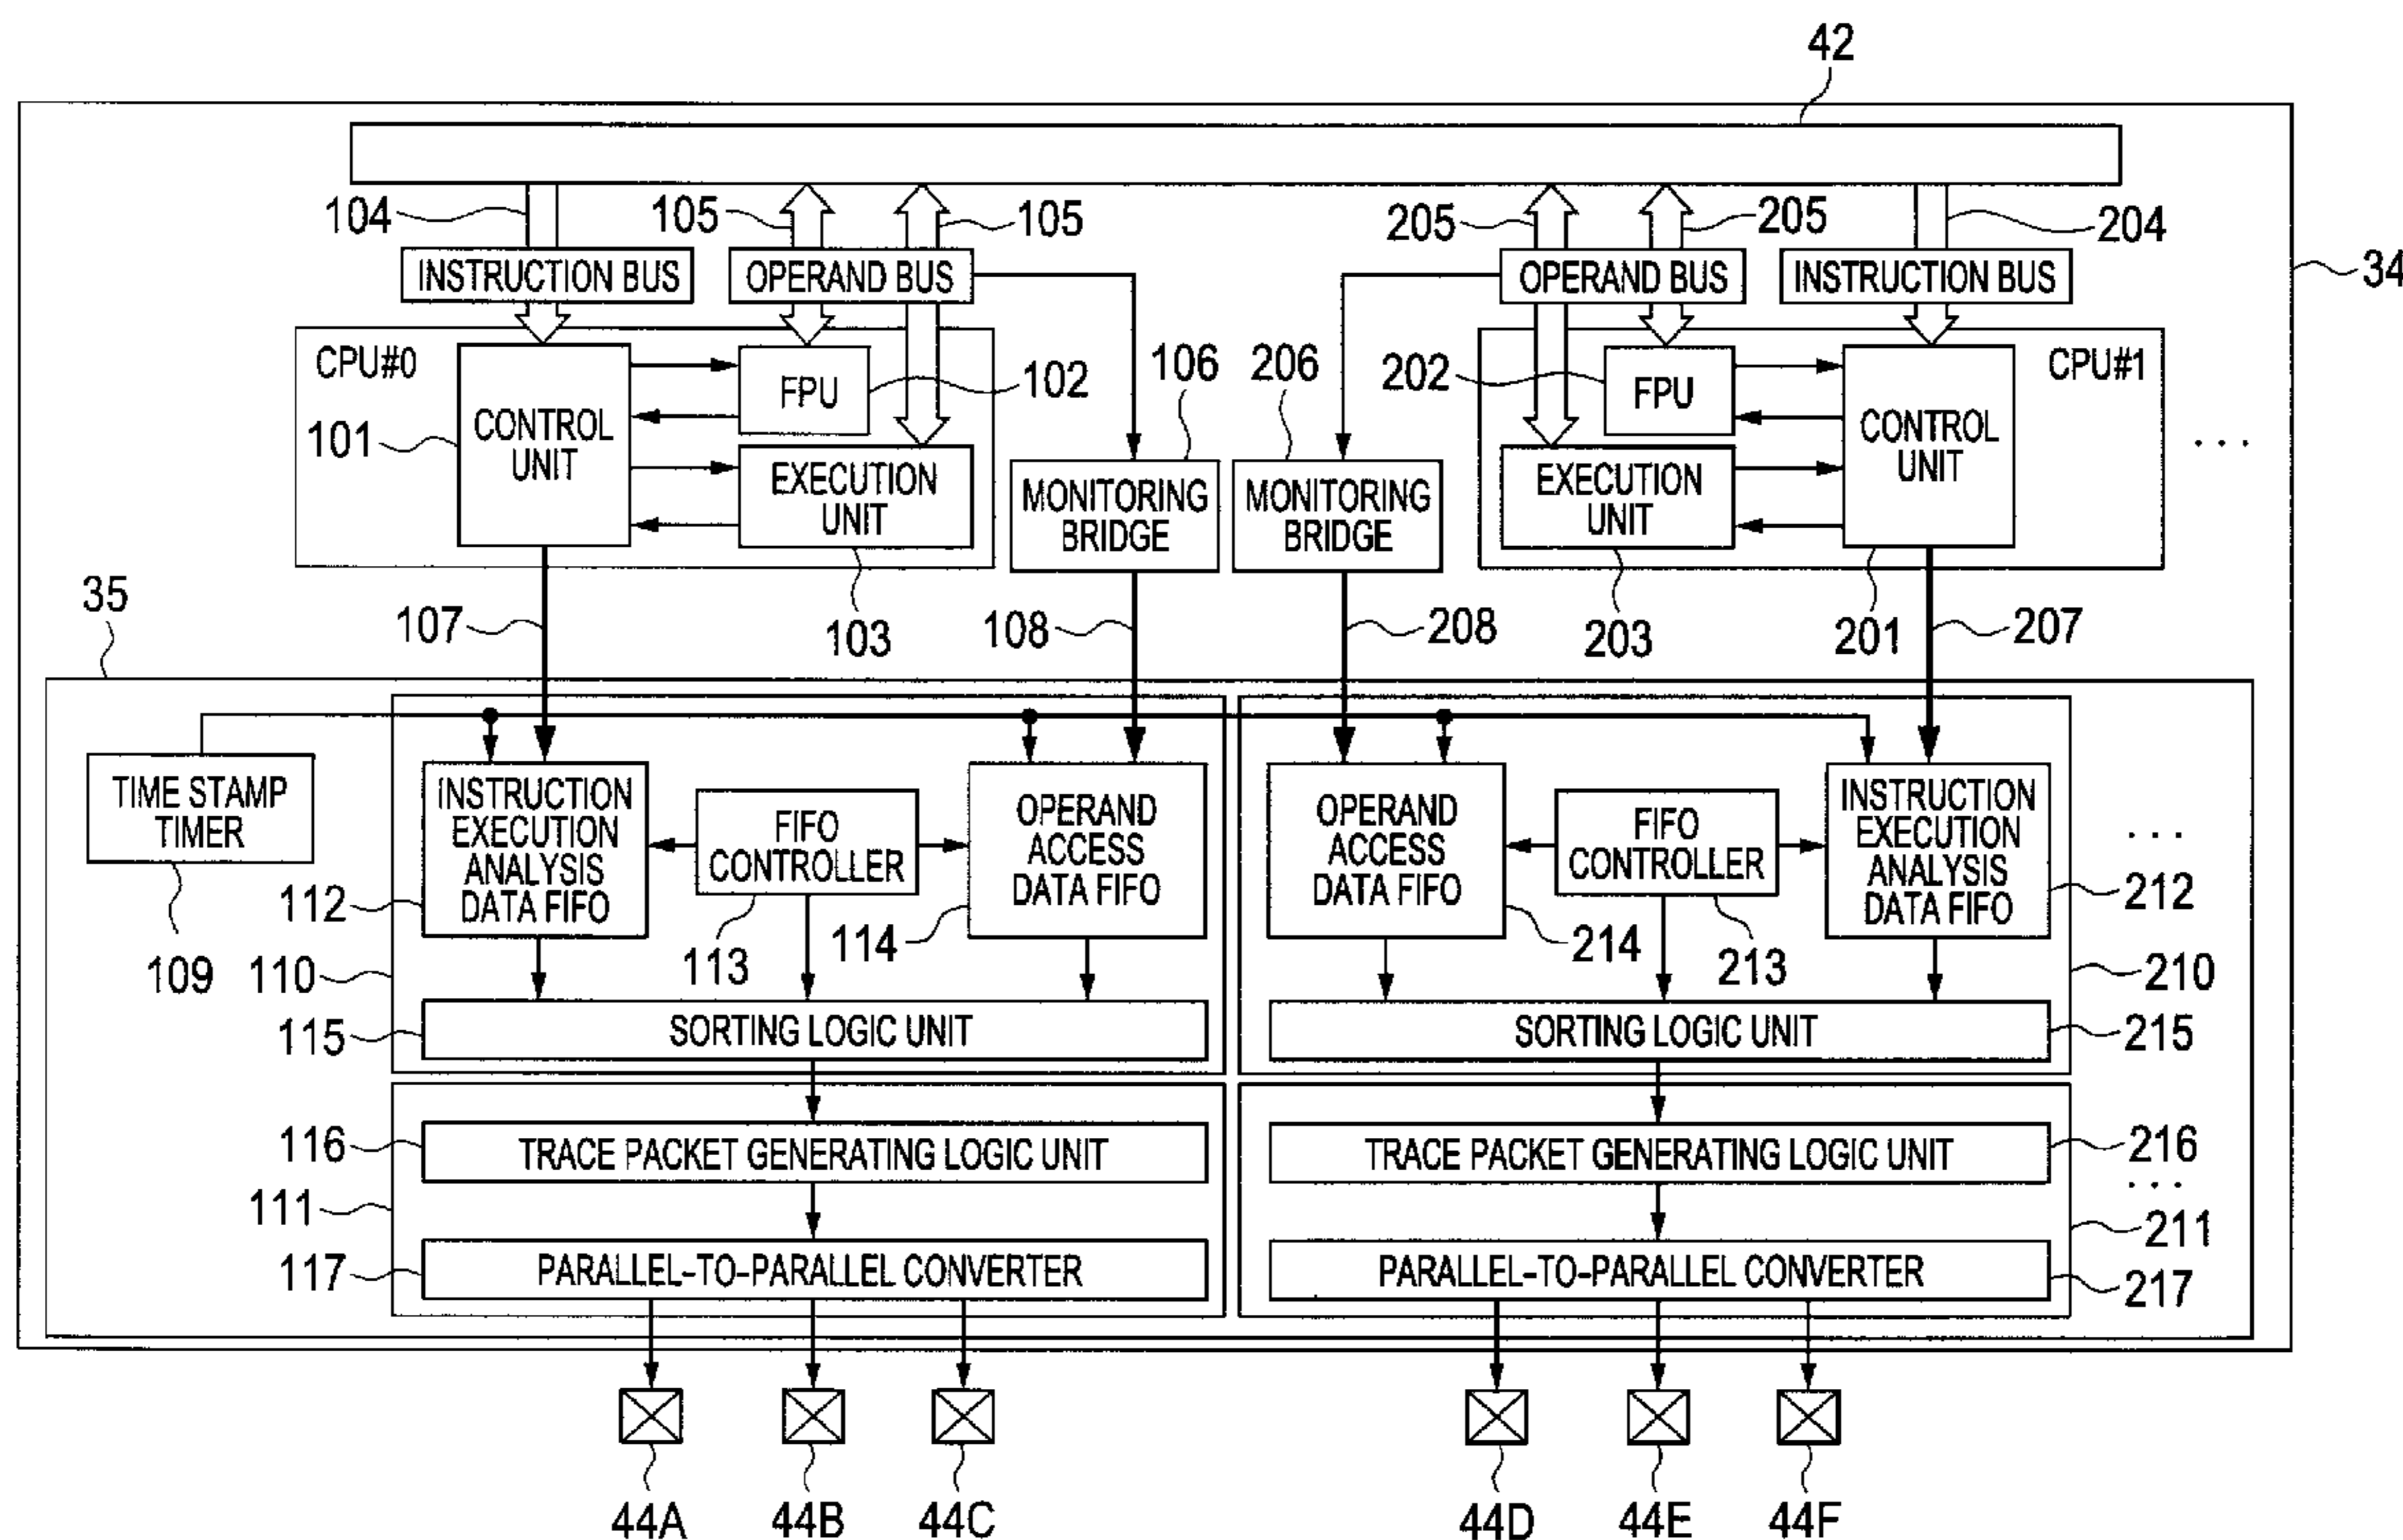 42
34
104
105
105
205
205
204
INSTRUCTION BUS
OPERAND BUS
OPERAND BUS
INSTRUCTION BUS
CPU#0
101
CONTROL
UNIT
FPU
102
EXECUTION
UNIT
103
106
MONITORING
BRIDGE
206
MONITORING
BRIDGE
202
FPU
EXECUTION
UNIT
203
CONTROL
UNIT
201
CPU#1
. . .
35
107
108
208
207
TIME STAMP
TIMER
109
INSTRUCTION
EXECUTION
ANALYSIS
DATA FIFO
112
FIFO
CONTROLLER
113
OPERAND
ACCESS
DATA FIFO
114
OPERAND
ACCESS
DATA FIFO
214
FIFO
CONTROLLER
213
INSTRUCTION
EXECUTION
ANALYSIS
DATA FIFO
. . .
212
110
210
115
SORTING LOGIC UNIT
SORTING LOGIC UNIT
215
116
TRACE PACKET GENERATING LOGIC UNIT
TRACE PACKET GENERATING LOGIC UNIT
216
. . .
111
211
117
PARALLEL-TO-PARALLEL CONVERTER
PARALLEL-TO-PARALLEL CONVERTER
217
44A
44B
44C
44D
44E
44F